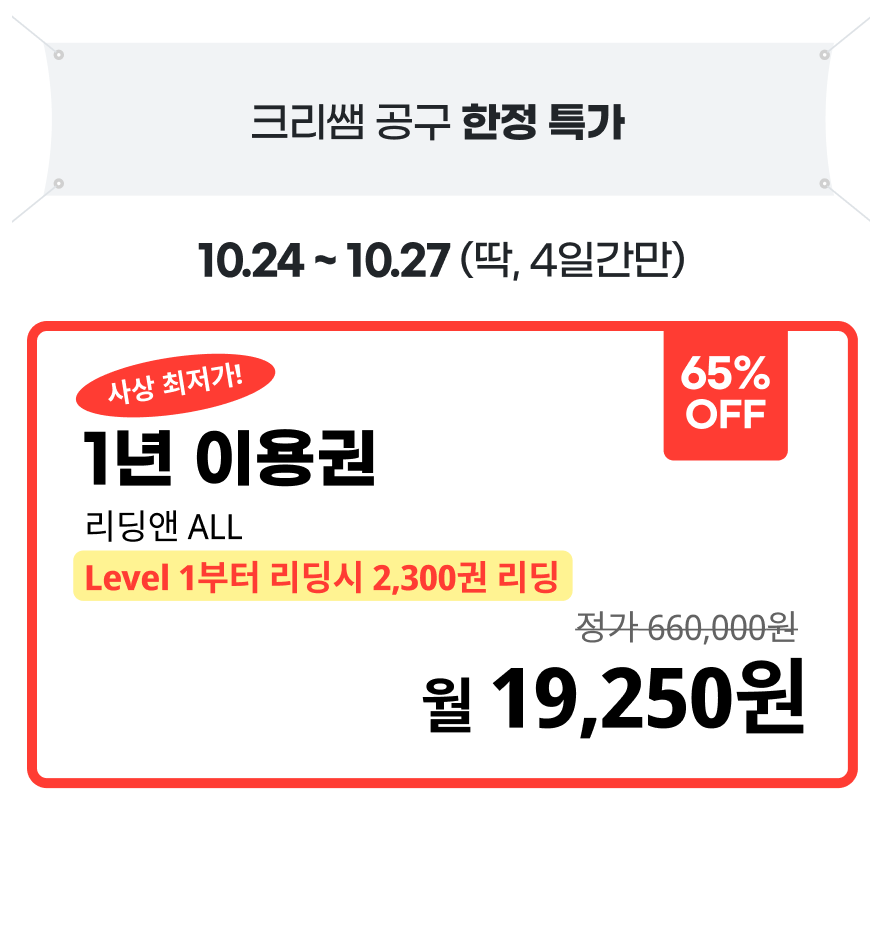 크리쌤 공구 한정 특가
10.24 ~ 10.27 (딱, 4일간만)
사상 최저가!
65%
OFF
1년 이용권
리딩앤 ALL
Level 1부터 리딩시 2,300권 리딩
정가 660,000원
월 19,250원